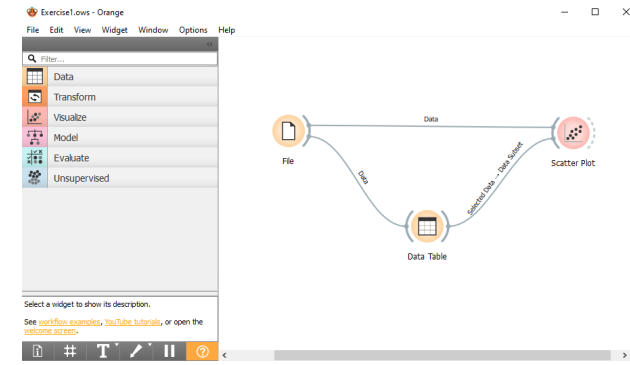 Exercise1.ows - Orange
File Edit View Widget Window Options Help
Filter...
Data
Transform
Visualize
Model
Evaluate
Unsupervised
Select a widget to show its description.
See workflow examples, YouTube tutorials, or open the
welcome screen.
T
?
File
Data
Data
Data Table
Selected Data → Data Subset
Scatter Plot